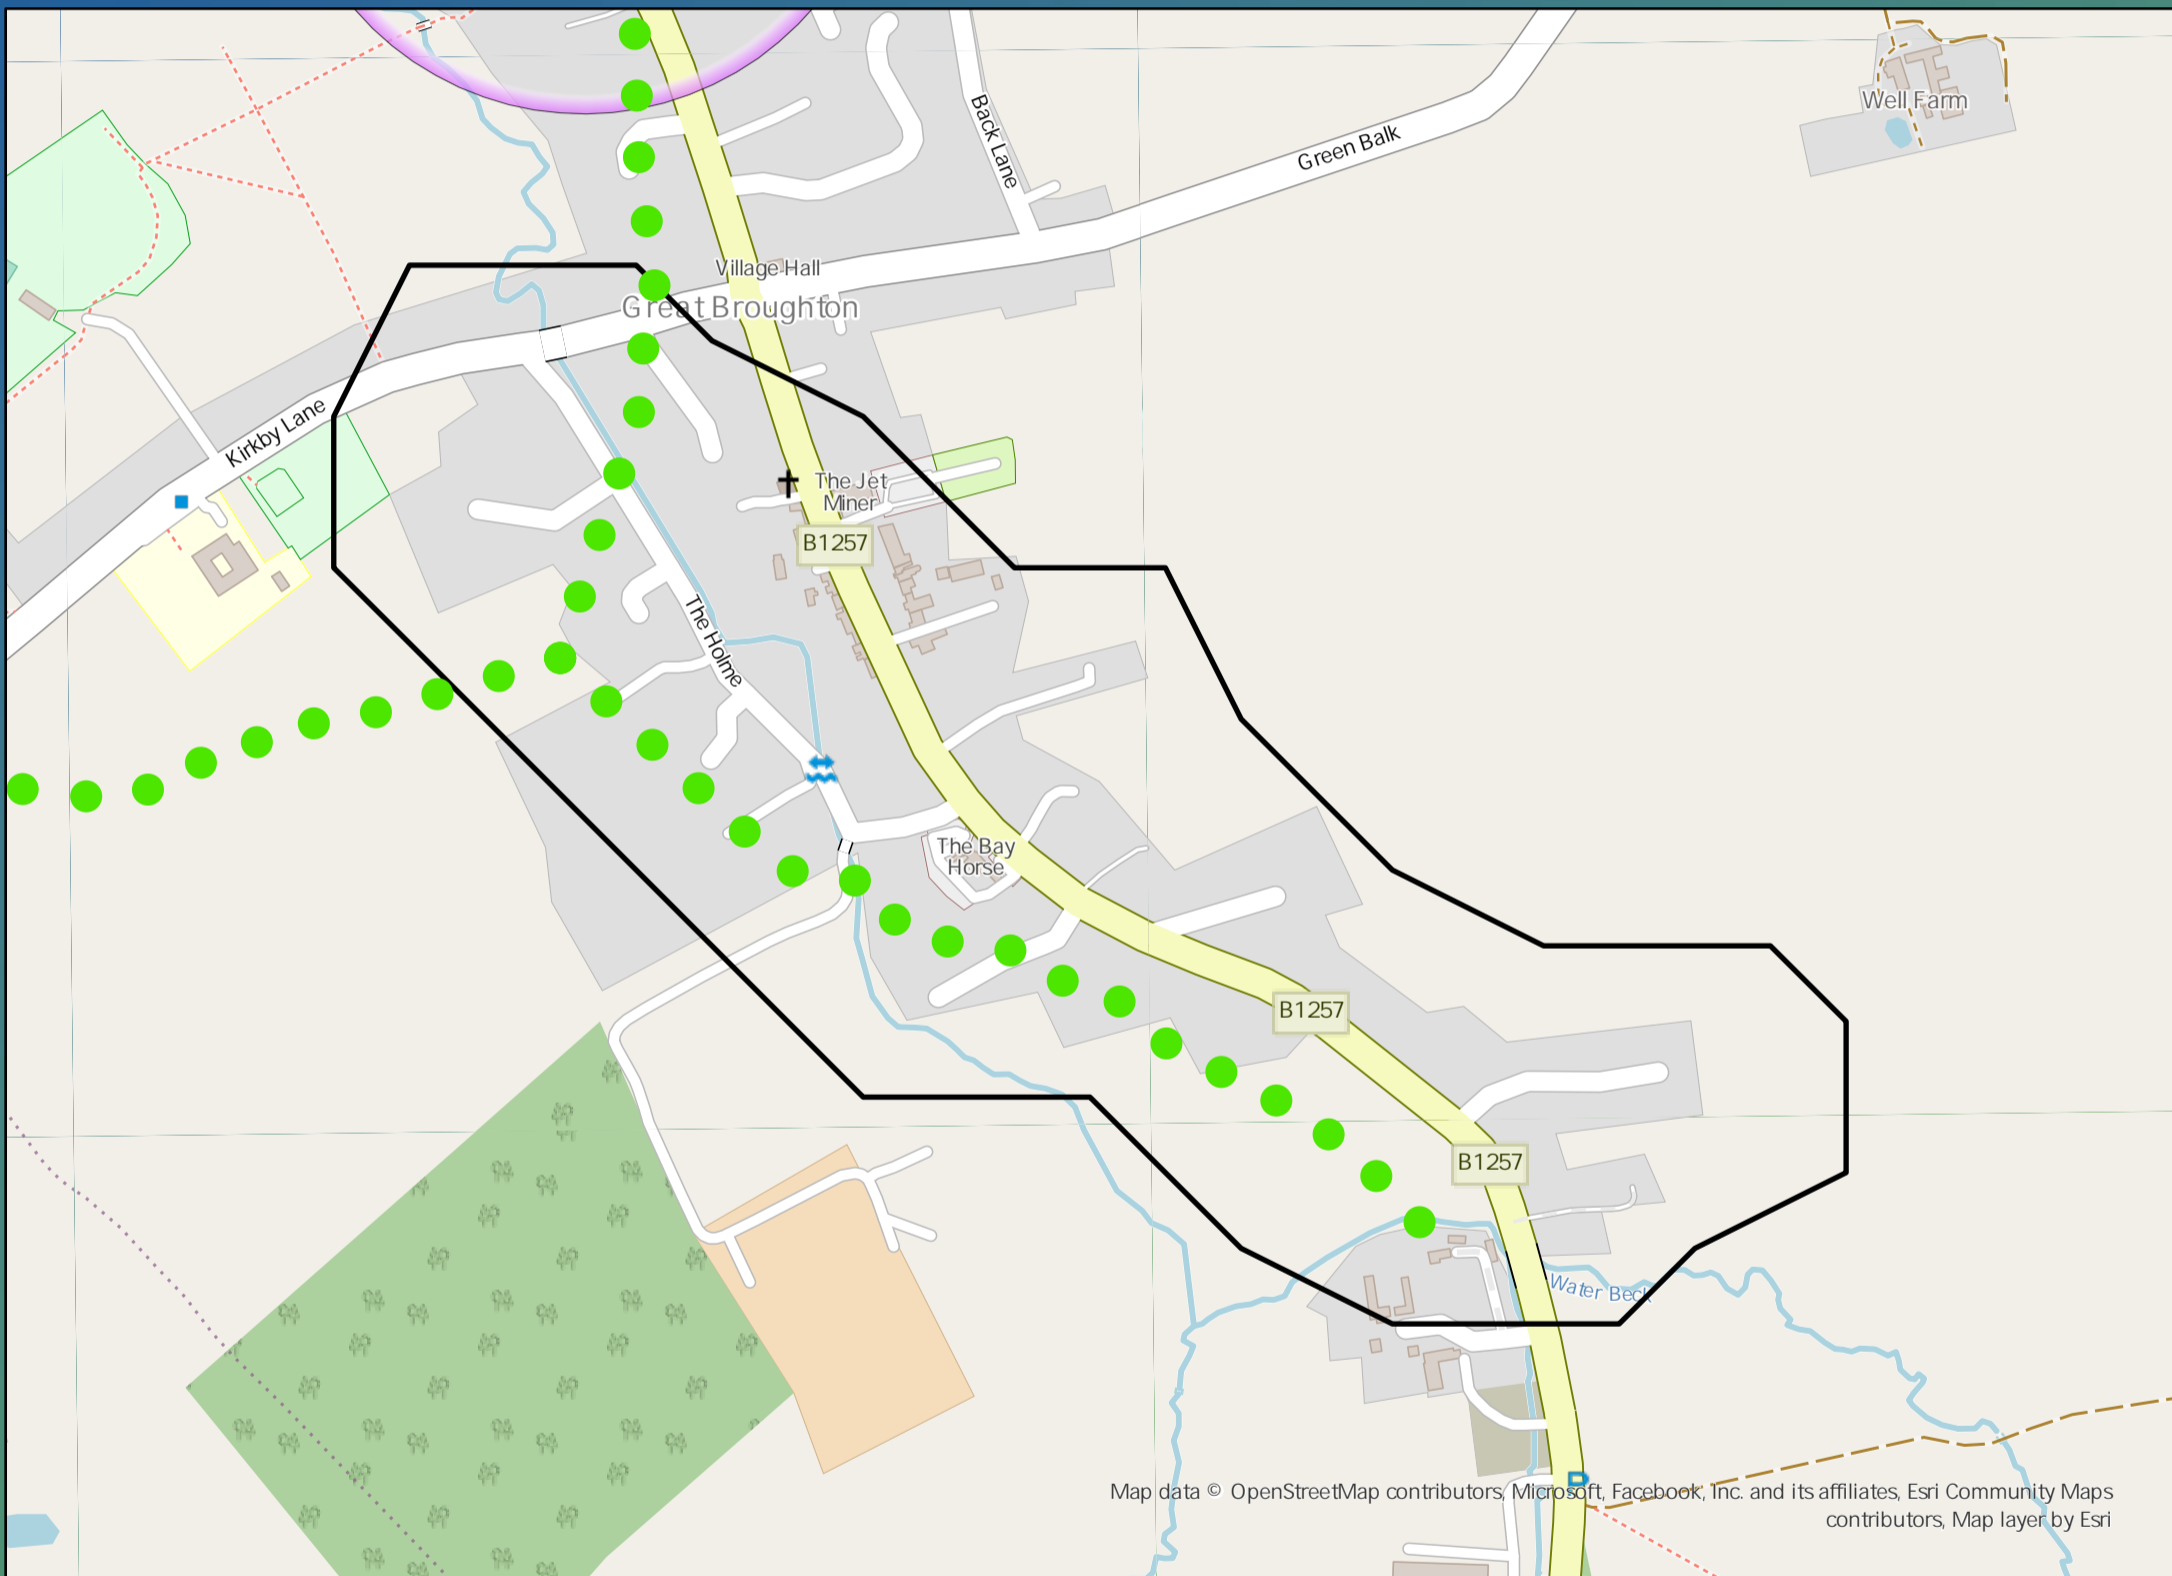 Well Farm
Back Lane
Green Balk
Village Hall
Great Broughton
Kirkby Lane
The Jet
Miner
B1257
The Holme
The Bay
Horse
B1257
B1257
Water Beck
Map data © OpenStreetMap contributors, Microsoft, Facebook, Inc. and its affiliates, Esri Community Maps
contributors, Map layer by Esri